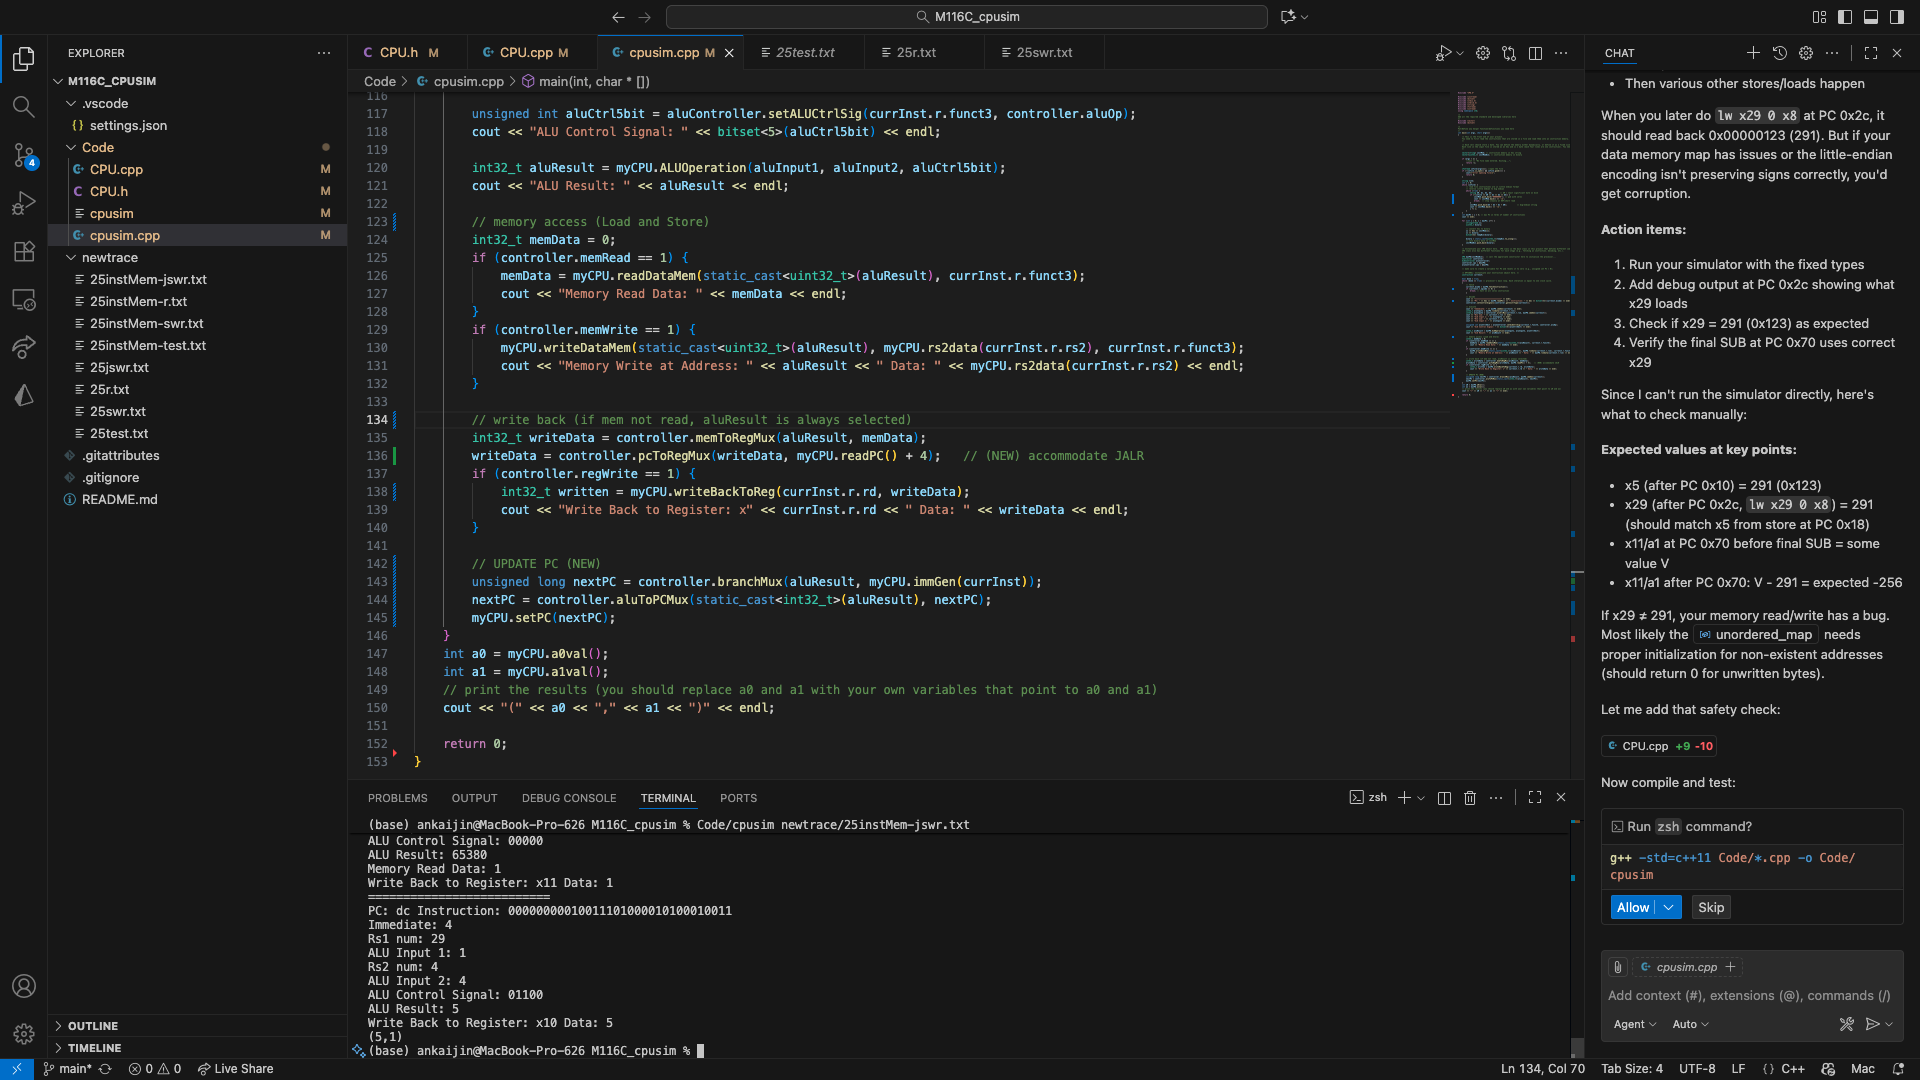 M116C_cpusim
EXPLORER
M116C_CPUSIM
.vscode
settings.json
Code
CPU.cpp M
CPU.h M
cpusim M
cpusim.cpp M
newtrace
25instMem-jswr.txt
25instMem-r.txt
25instMem-swr.txt
25instMem-test.txt
25jswr.txt
25r.txt
25swr.txt
25test.txt
.gitattributes
.gitignore
README.md
OUTLINE
TIMELINE
4
CPU.h M
CPU.cpp M
cpusim.cpp M
25test.txt
25r.txt
25swr.txt
Code > cpusim.cpp > main(int, char * [])
116
117 unsigned int aluCtrl5bit = aluController.setALUCtrlSig(currInst.r.funct3, controller.aluOp);
118 cout << "ALU Control Signal: " << bitset<5>(aluCtrl5bit) << endl;
119
120 int32_t aluResult = myCPU.ALUOperation(aluInput1, aluInput2, aluCtrl5bit);
121 cout << "ALU Result: " << aluResult << endl;
122
123 // memory access (Load and Store)
124 int32_t memData = 0;
125 if (controller.memRead == 1) {
126 memData = myCPU.readDataMem(static_cast<uint32_t>(aluResult), currInst.r.funct3);
127 cout << "Memory Read Data: " << memData << endl;
128 }
129 if (controller.memWrite == 1) {
130 myCPU.writeDataMem(static_cast<uint32_t>(aluResult), myCPU.rs2data(currInst.r.rs2), currInst.r.funct3);
131 cout << "Memory Write at Address: " << aluResult << " Data: " << myCPU.rs2data(currInst.r.rs2) << endl;
132 }
133
134 // write back (if mem not read, aluResult is always selected)
135 int32_t writeData = controller.memToRegMux(aluResult, memData);
136 writeData = controller.pcToRegMux(writeData, myCPU.readPC() + 4); // (NEW) accommodate JALR
137 if (controller.regWrite == 1) {
138 int32_t written = myCPU.writeBackToReg(currInst.r.rd, writeData);
139 cout << "Write Back to Register: x" << currInst.r.rd << " Data: " << writeData << endl;
140 }
141
142 // UPDATE PC (NEW)
143 unsigned long nextPC = controller.branchMux(aluResult, myCPU.immGen(currInst));
144 nextPC = controller.aluToPCMux(static_cast<int32_t>(aluResult), nextPC);
145 myCPU.setPC(nextPC);
146 }
147 int a0 = myCPU.a0val();
148 int a1 = myCPU.a1val();
149 // print the results (you should replace a0 and a1 with your own variables that point to a0 and a1)
150 cout << "(" << a0 << "," << a1 << ")" << endl;
151
152 return 0;
153 }
PROBLEMS OUTPUT DEBUG CONSOLE TERMINAL PORTS
zsh
(base) ankaijin@MacBook-Pro-626 M116C_cpusim % Code/cpusim newtrace/25instMem-jswr.txt
ALU Control Signal: 00000
ALU Result: 65380
Memory Read Data: 1
Write Back to Register: x11 Data: 1
==========================
PC: dc Instruction: 00000000010011101000010100010011
Immediate: 4
Rs1 num: 29
ALU Input 1: 1
Rs2 num: 4
ALU Input 2: 4
ALU Control Signal: 01100
ALU Result: 5
Write Back to Register: x10 Data: 5
(5,1)
(base) ankaijin@MacBook-Pro-626 M116C_cpusim %
CHAT
• Then various other stores/loads happen
When you later do lw x29 0 x8 at PC 0x2c, it
should read back 0x00000123 (291). But if your
data memory map has issues or the little-endian
encoding isn't preserving signs correctly, you'd
get corruption.
Action items:
1. Run your simulator with the fixed types
2. Add debug output at PC 0x2c showing what
x29 loads
3. Check if x29 = 291 (0x123) as expected
4. Verify the final SUB at PC 0x70 uses correct
x29
Since I can't run the simulator directly, here's
what to check manually:
Expected values at key points:
• x5 (after PC 0x10) = 291 (0x123)
• x29 (after PC 0x2c, lw x29 0 x8) = 291
(should match x5 from store at PC 0x18)
• x11/a1 at PC 0x70 before final SUB = some
value V
• x11/a1 after PC 0x70: V - 291 = expected -256
If x29 ≠ 291, your memory read/write has a bug.
Most likely the unordered_map needs
proper initialization for non-existent addresses
(should return 0 for unwritten bytes).
Let me add that safety check:
CPU.cpp +9 -10
Now compile and test:
Run zsh command?
g++ -std=c++11 Code/*.cpp -o Code/
cpusim
Allow Skip
cpusim.cpp
Add context (#), extensions (@), commands (/)
Agent Auto
main* 0 0 Live Share
Ln 134, Col 70 Tab Size: 4 UTF-8 LF {} C++ Mac